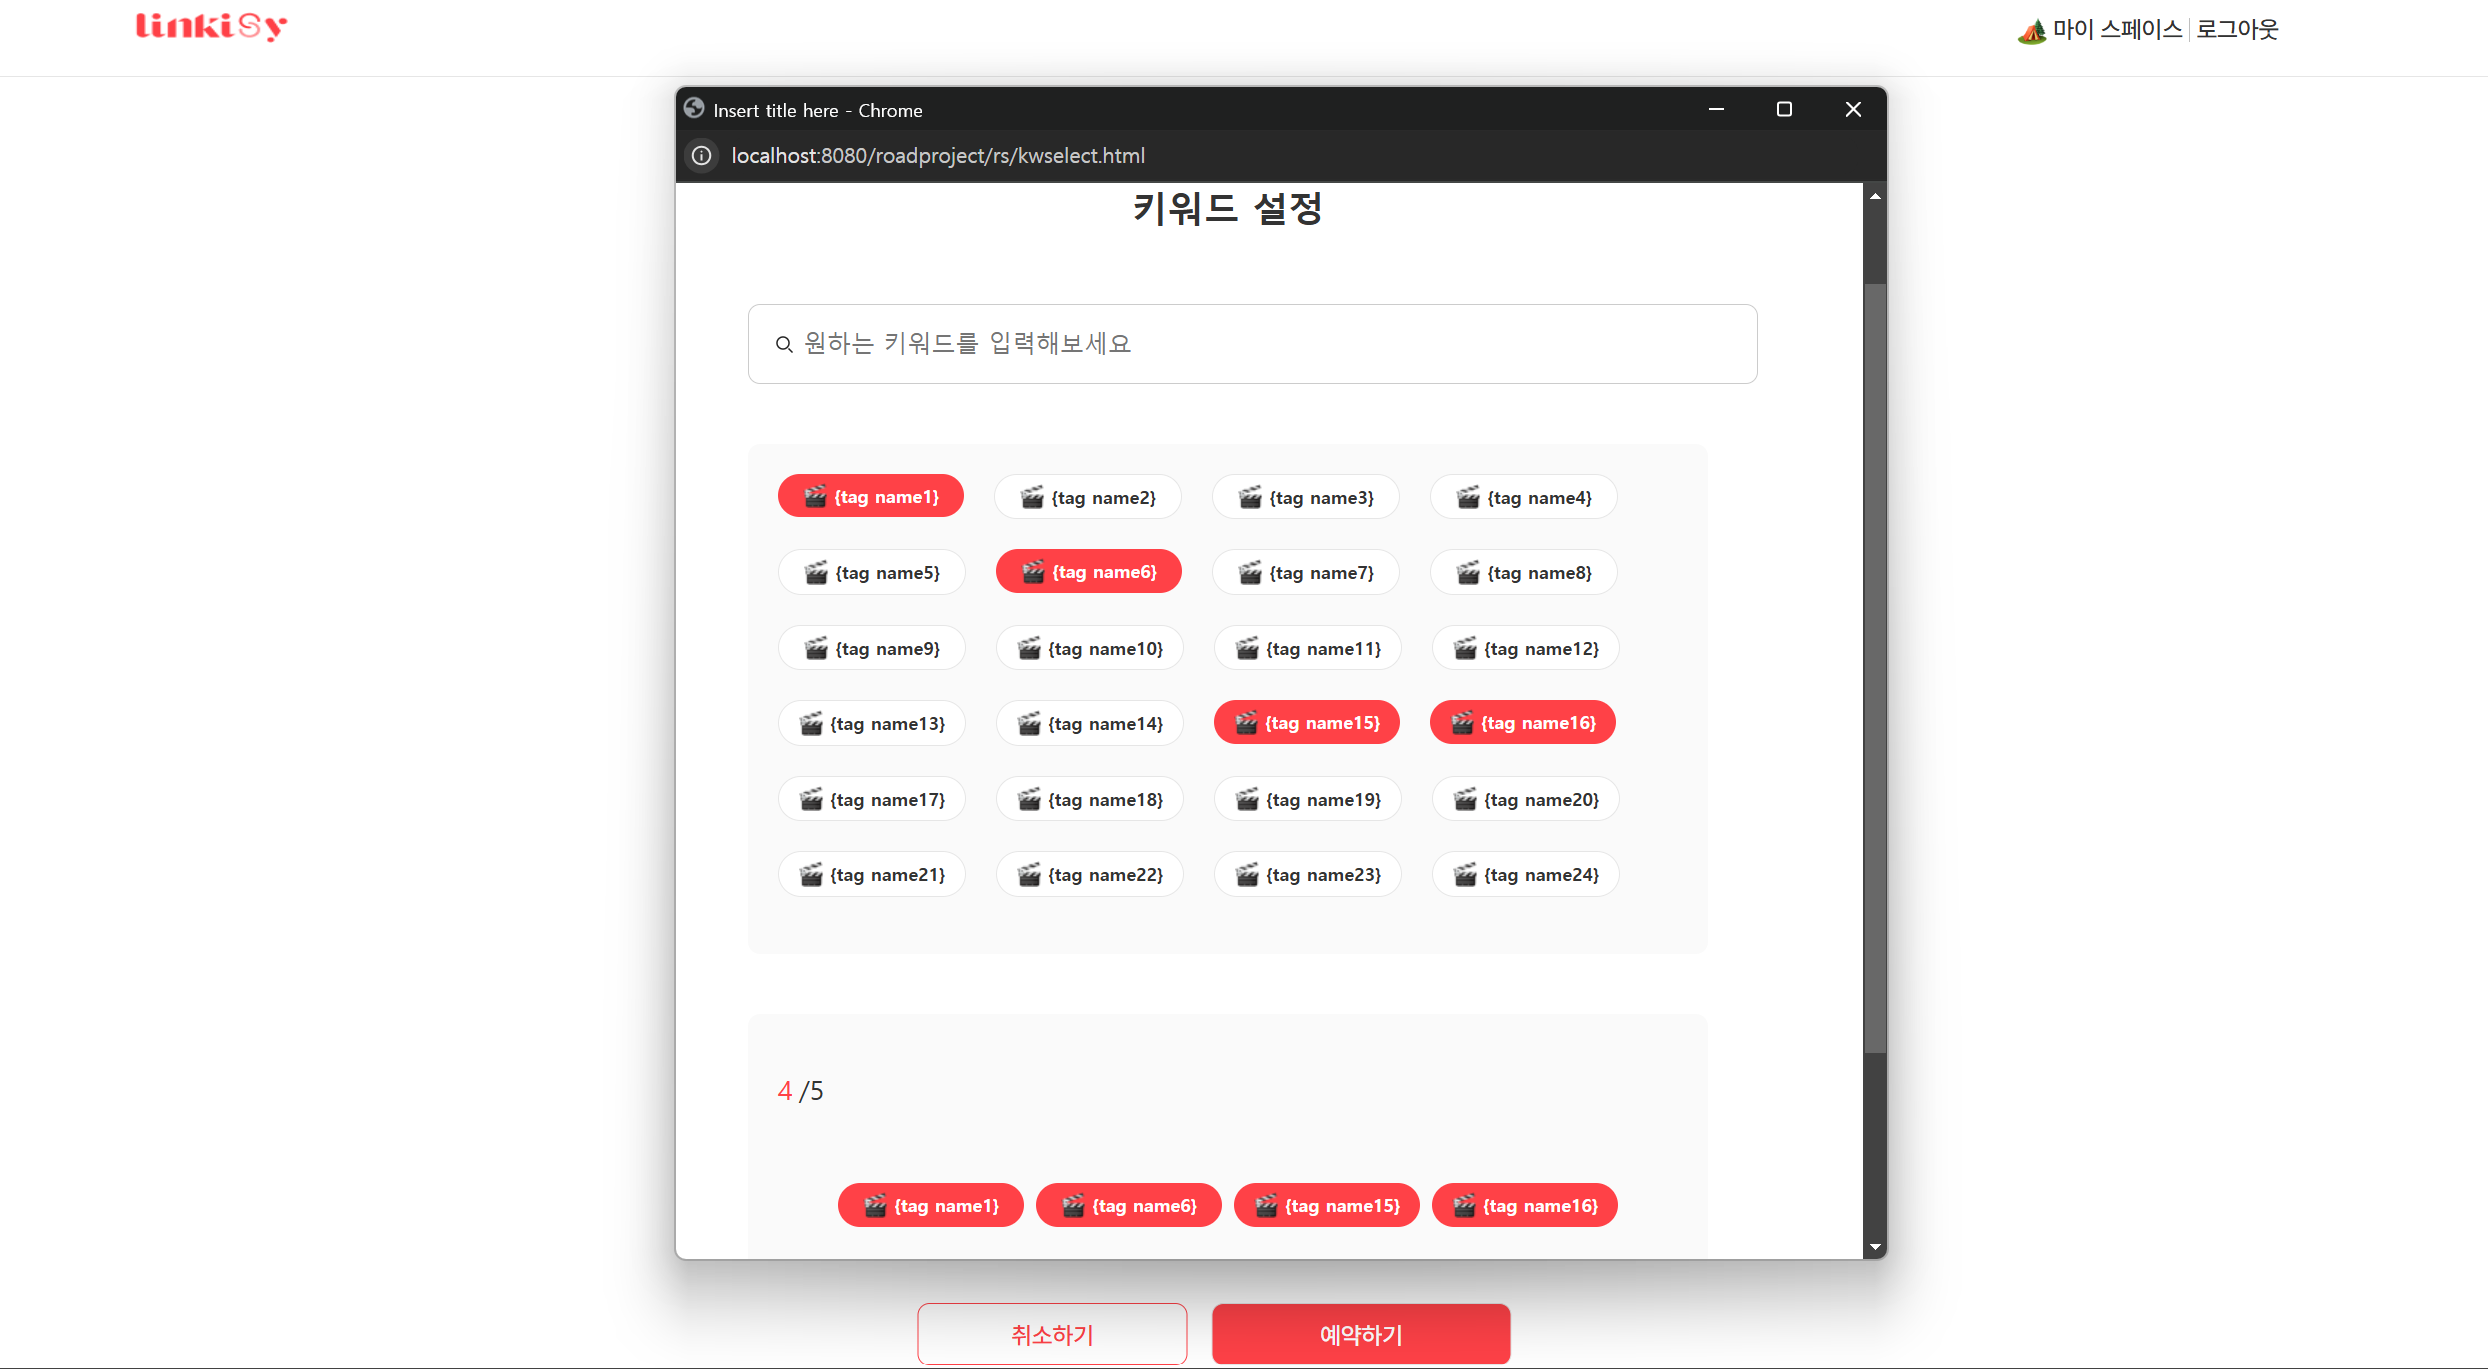 linkiSy
마이 스페이스 로그아웃
Insert title here - Chrome
localhost:8080/roadproject/rs/kwselect.html
키워드 설정
원하는 키워드를 입력해보세요
{tag name1} {tag name2} {tag name3} {tag name4}
{tag name5} {tag name6} {tag name7} {tag name8}
{tag name9} {tag name10} {tag name11} {tag name12}
{tag name13} {tag name14} {tag name15} {tag name16}
{tag name17} {tag name18} {tag name19} {tag name20}
{tag name21} {tag name22} {tag name23} {tag name24}
4 /5
{tag name1} {tag name6} {tag name15} {tag name16}
취소하기 예약하기